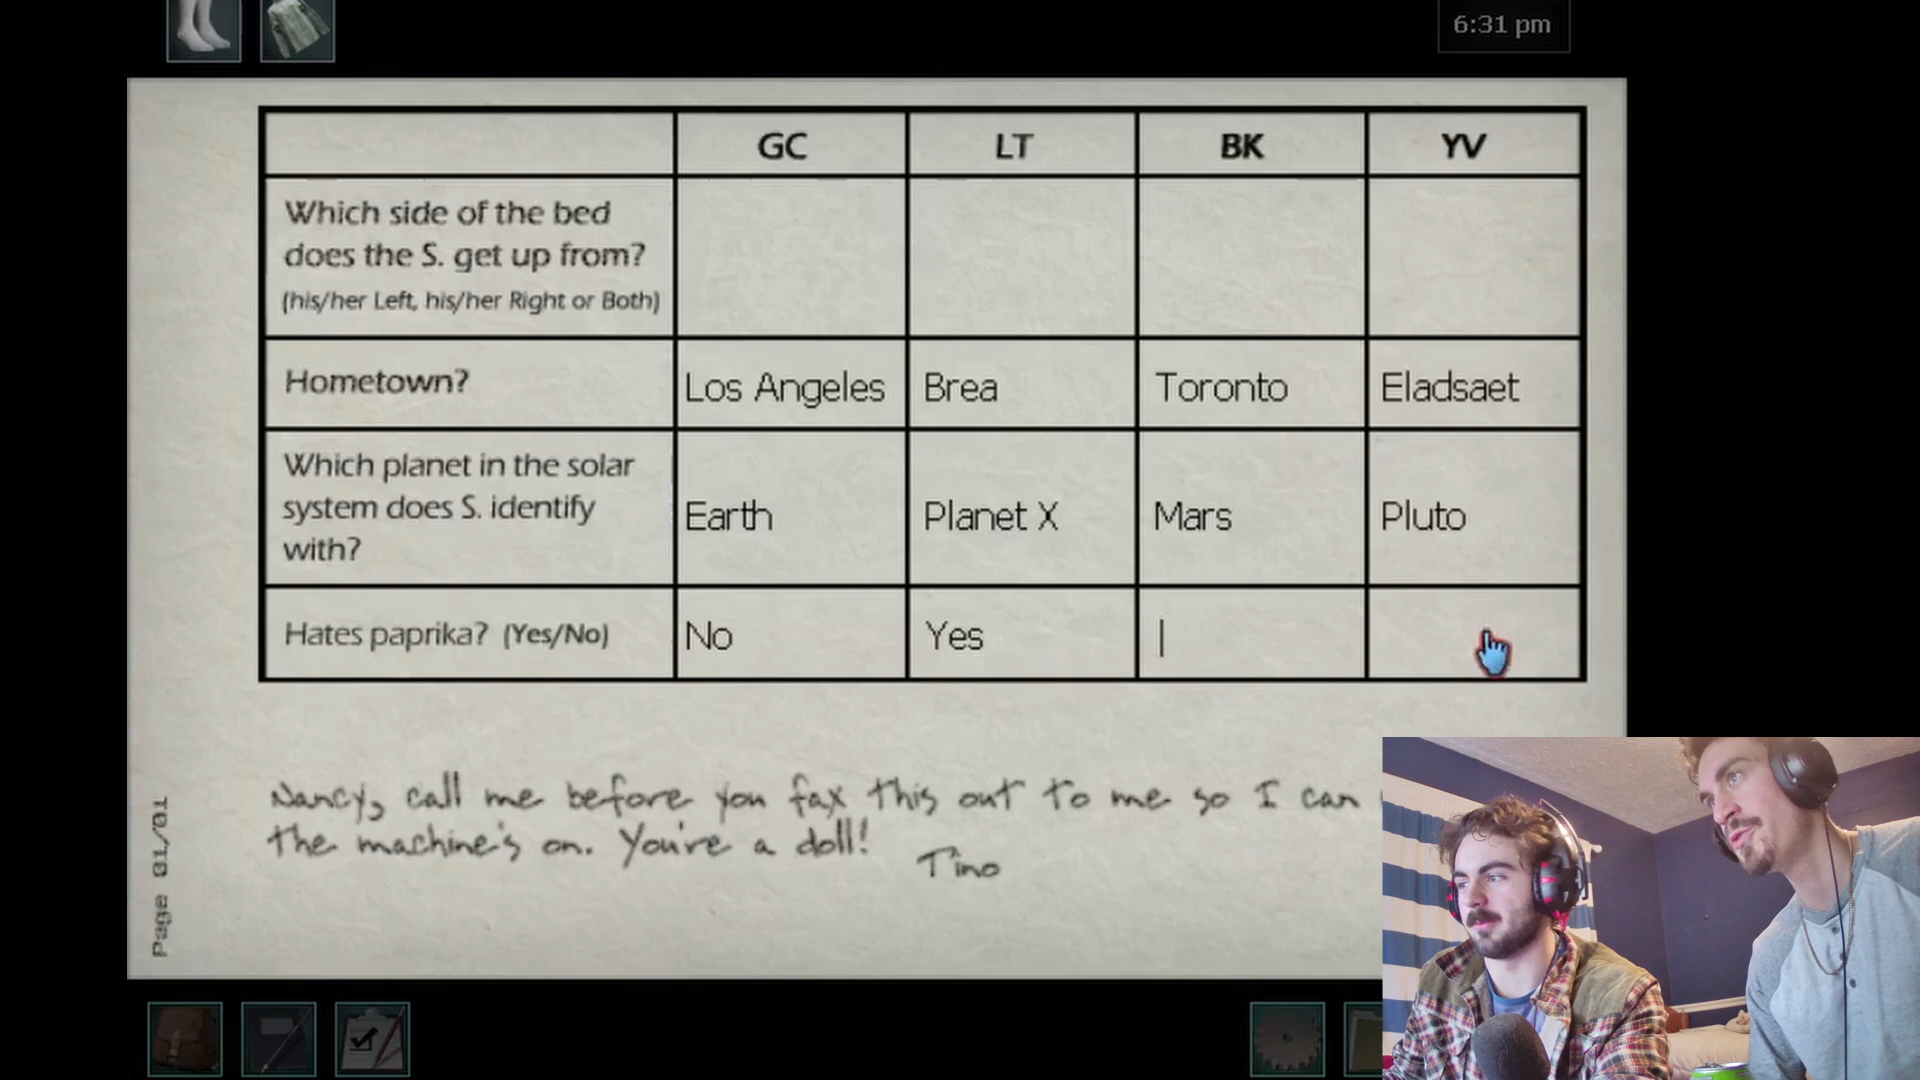 6:31 pm
GC LT BK YV
Which side of the bed
does the S. get up from?
(his/her Left, his/her Right or Both)
Hometown? Los Angeles Brea Toronto Eladsaet
Which planet in the solar
system does S. identify
with?
Earth Planet X Mars Pluto
Hates paprika? (Yes/No) No Yes
Nancy, call me before you fax this out to me so I can
the machine's on. You're a doll!
Tino
Page 01/01